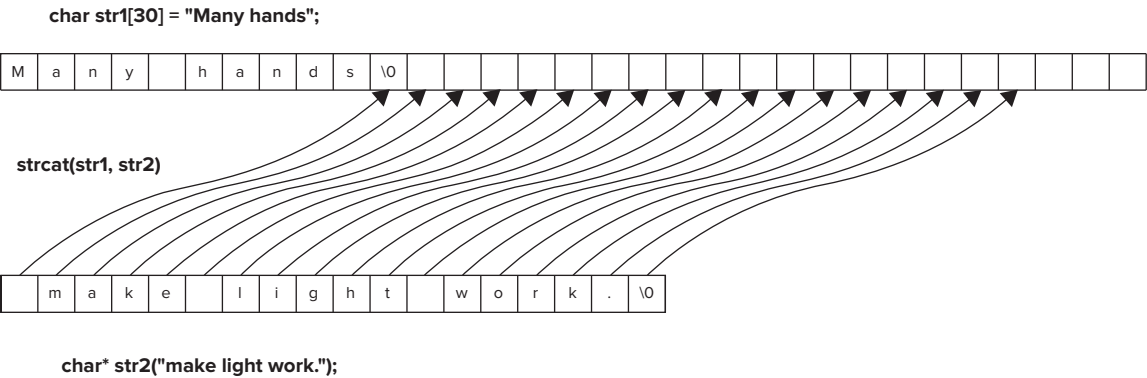 char str1[30] = "Many hands";
M a n y h a n d s \0
strcat(str1, str2)
m a k e l i g h t w o r k . \0
char* str2("make light work.");